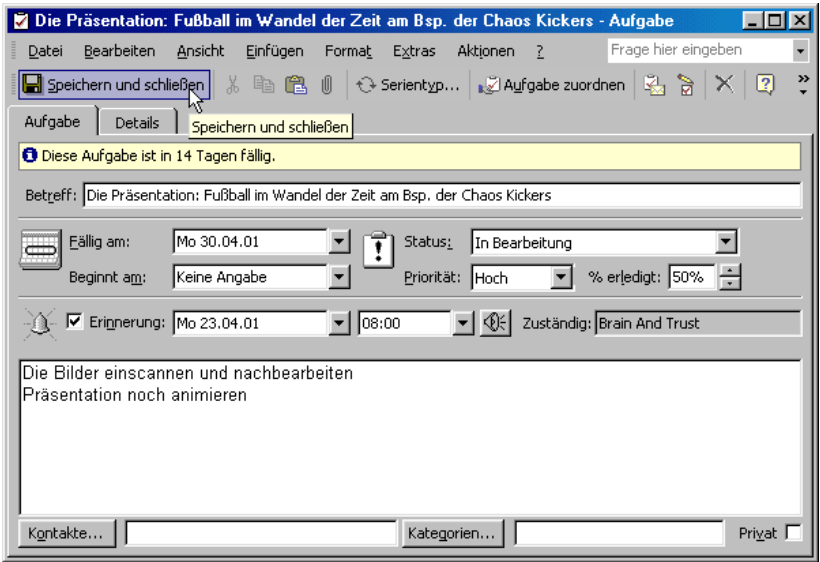 Die Präsentation: Fußball im Wandel der Zeit am Bsp. der Chaos Kickers - Aufgabe
Datei Bearbeiten Ansicht Einfügen Format Extras Aktionen ? Frage hier eingeben
Speichern und schließen Serientyp... Aufgabe zuordnen
Aufgabe Details Speichern und schließen
Diese Aufgabe ist in 14 Tagen fällig.
Betreff: Die Präsentation: Fußball im Wandel der Zeit am Bsp. der Chaos Kickers
Fällig am: Mo 30.04.01 Status: In Bearbeitung
Beginnt am: Keine Angabe Priorität: Hoch % erledigt: 50%
Erinnerung: Mo 23.04.01 08:00 Zuständig: Brain And Trust
Die Bilder einscannen und nachbearbeiten
Präsentation noch animieren
Kontakte... Kategorien... Privat